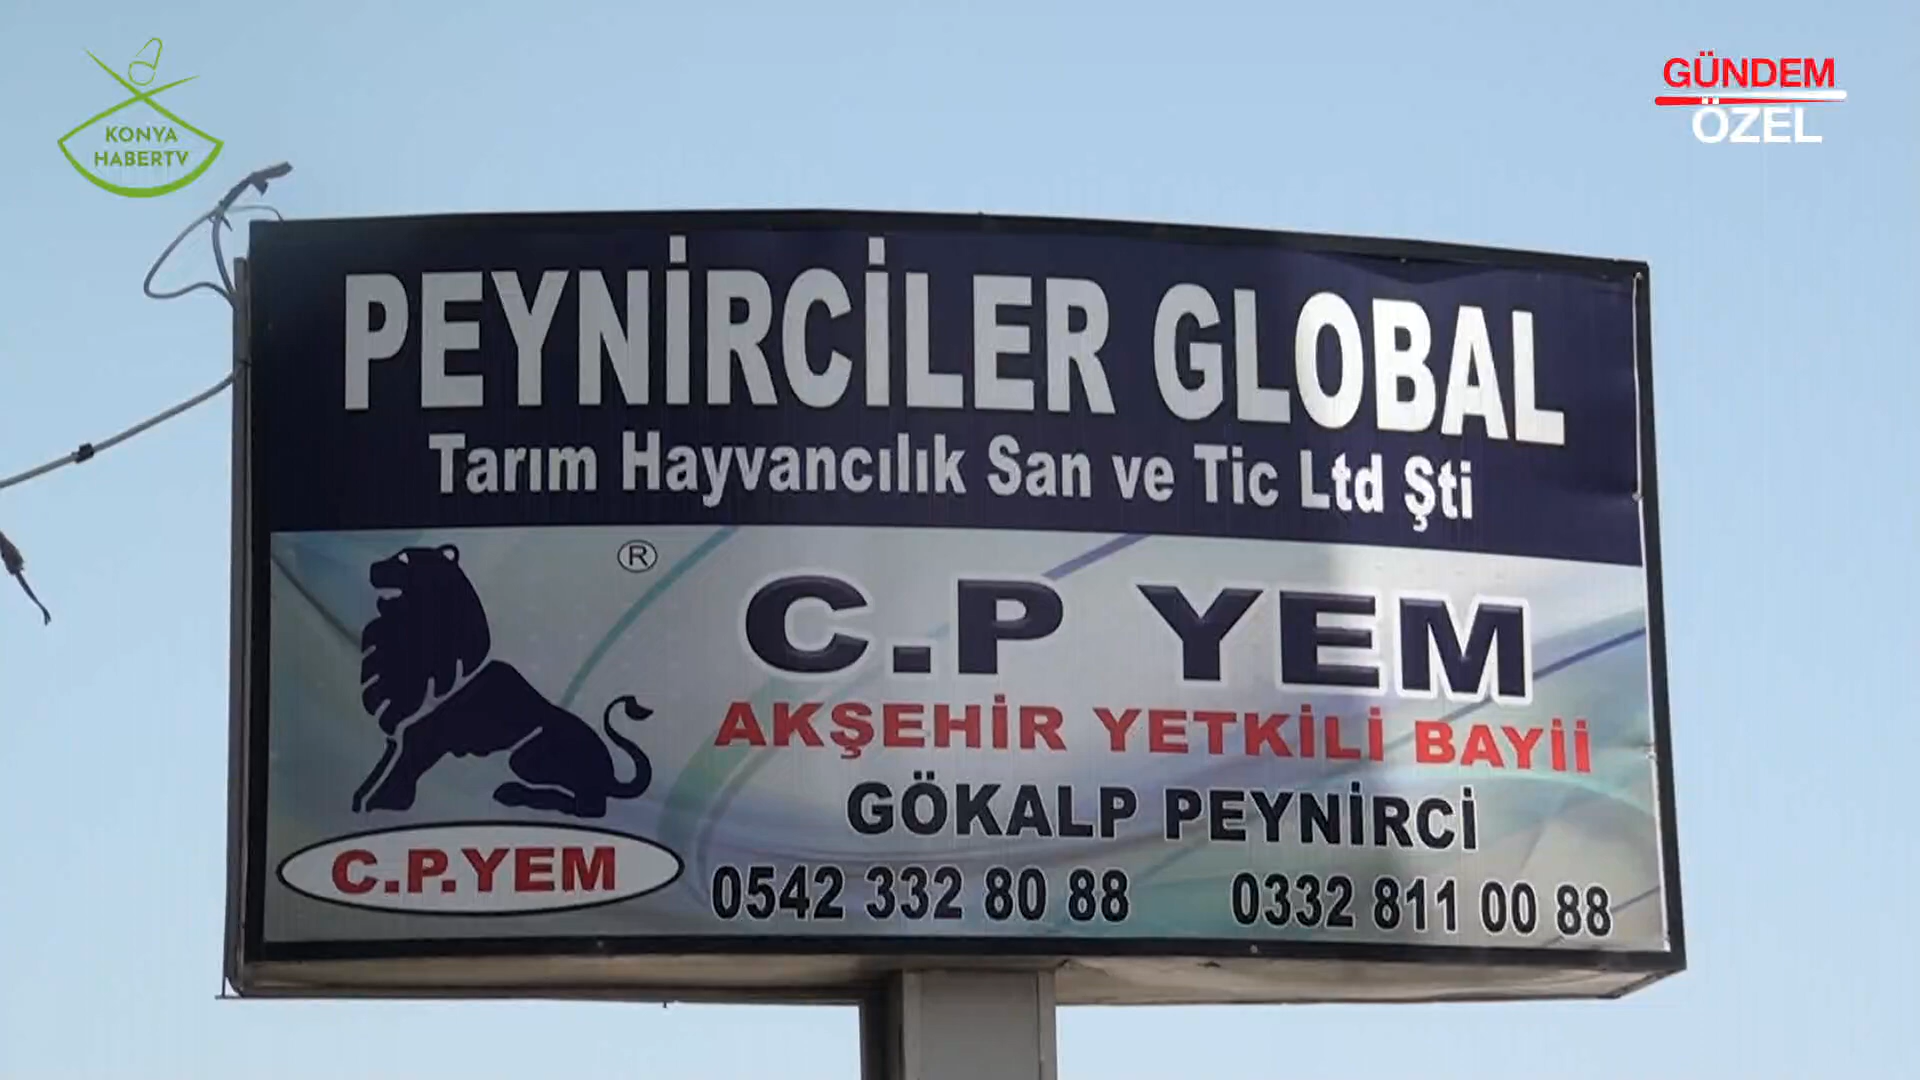 KONYA
HABERTV
GÜNDEM
ÖZEL
PEYNİRCİLER GLOBAL
Tarım Hayvancılık San ve Tic Ltd Şti
®
C.P YEM
AKŞEHİR YETKİLİ BAYİİ
GÖKALP PEYNİRCİ
C.P.YEM
0542 332 80 88 0332 811 00 88